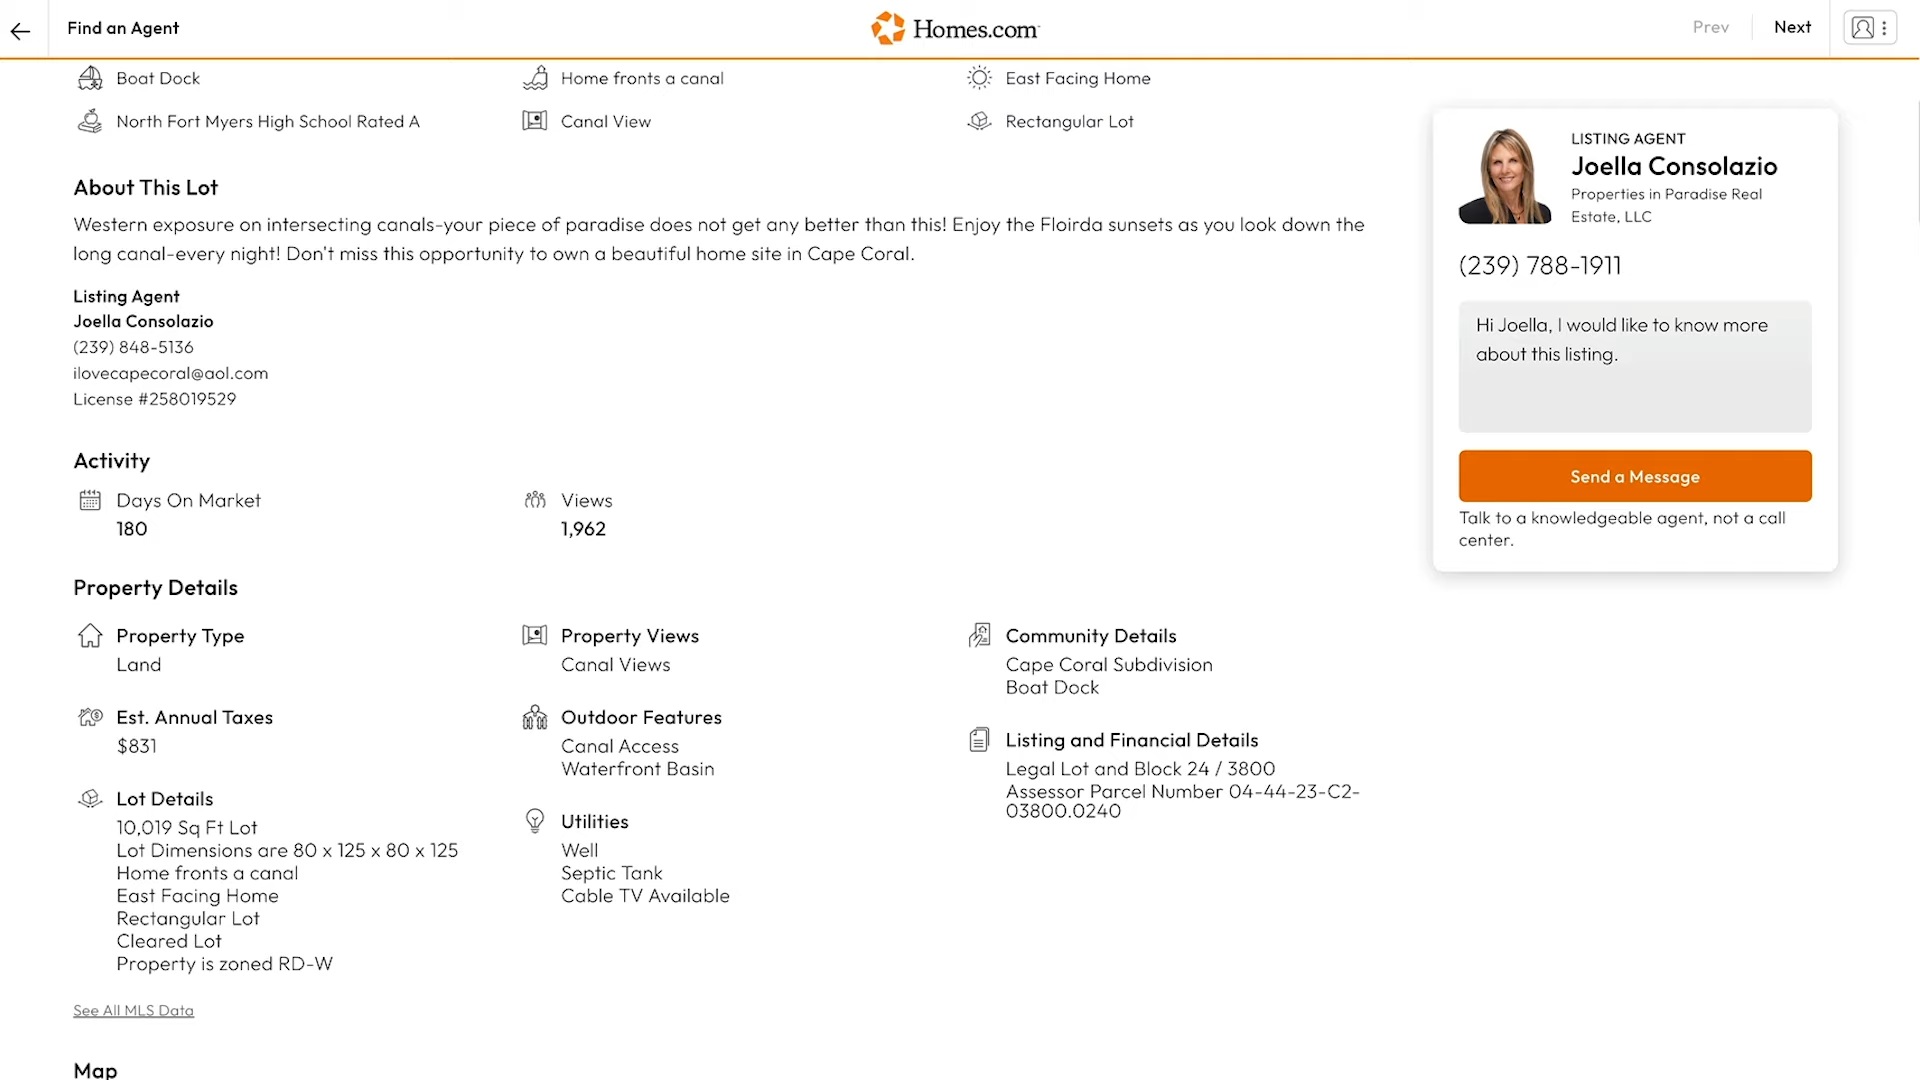 Find an Agent
Homes.com
Prev
Next
Boat Dock
Home fronts a canal
East Facing Home
North Fort Myers High School Rated A
Canal View
Rectangular Lot
About This Lot
Western exposure on intersecting canals-your piece of paradise does not get any better than this! Enjoy the Floirda sunsets as you look down the
long canal-every night! Don't miss this opportunity to own a beautiful home site in Cape Coral.
Listing Agent
Joella Consolazio
(239) 848-5136
ilovecapecoral@aol.com
License #258019529
Activity
Days On Market
180
Views
1,962
Property Details
Property Type
Land
Est. Annual Taxes
$831
Lot Details
10,019 Sq Ft Lot
Lot Dimensions are 80 x 125 x 80 x 125
Home fronts a canal
East Facing Home
Rectangular Lot
Cleared Lot
Property is zoned RD-W
Property Views
Canal Views
Outdoor Features
Canal Access
Waterfront Basin
Utilities
Well
Septic Tank
Cable TV Available
Community Details
Cape Coral Subdivision
Boat Dock
Listing and Financial Details
Legal Lot and Block 24 / 3800
Assessor Parcel Number 04-44-23-C2-
03800.0240
See All MLS Data
Map
LISTING AGENT
Joella Consolazio
Properties in Paradise Real
Estate, LLC
(239) 788-1911
Hi Joella, I would like to know more
about this listing.
Send a Message
Talk to a knowledgeable agent, not a call
center.